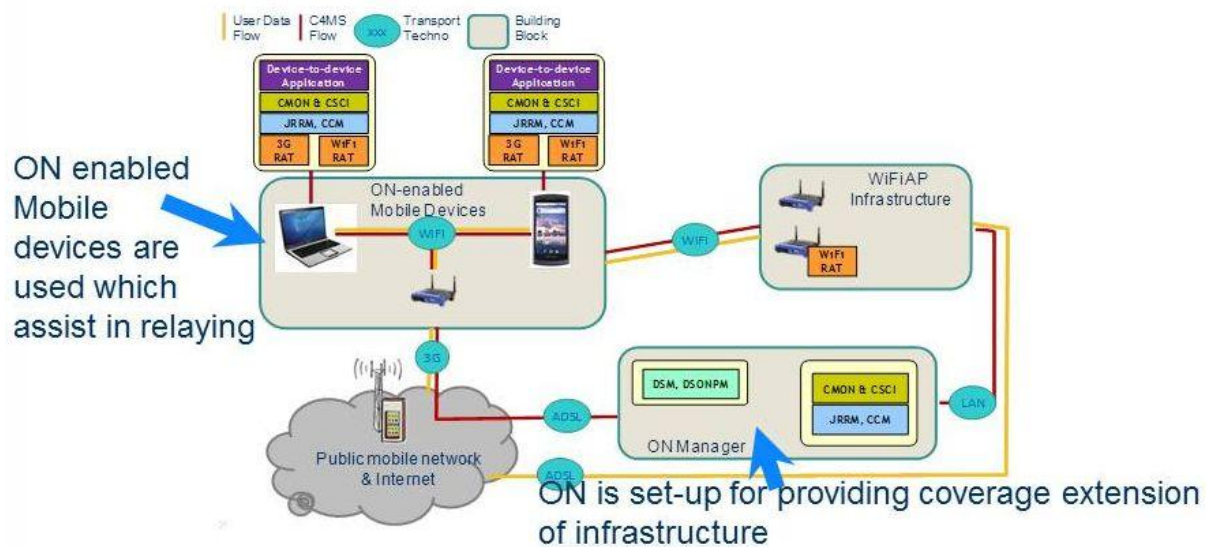 User Data
Flow
C4MS
Flow
xxx
Transport
Techno
Building
Block
Device-to-device
Application
CMON & CSCI
JRRM, CCM
3G
RAT
WiFi
RAT
Device-to-device
Application
CMON & CSCI
JRRM, CCM
3G
RAT
WiFi
RAT
ON enabled
Mobile
devices are
used which
assist in relaying
ON-enabled
Mobile Devices
WIFI
WIFI
WiFi AP
Infrastructure
WiFi
RAT
3G
DSM, DSONPM
CMON & CSCI
JRRM, CCM
LAN
ADSL
ON Manager
Public mobile network
& Internet
ADSL
ON is set-up for providing coverage extension
of infrastructure